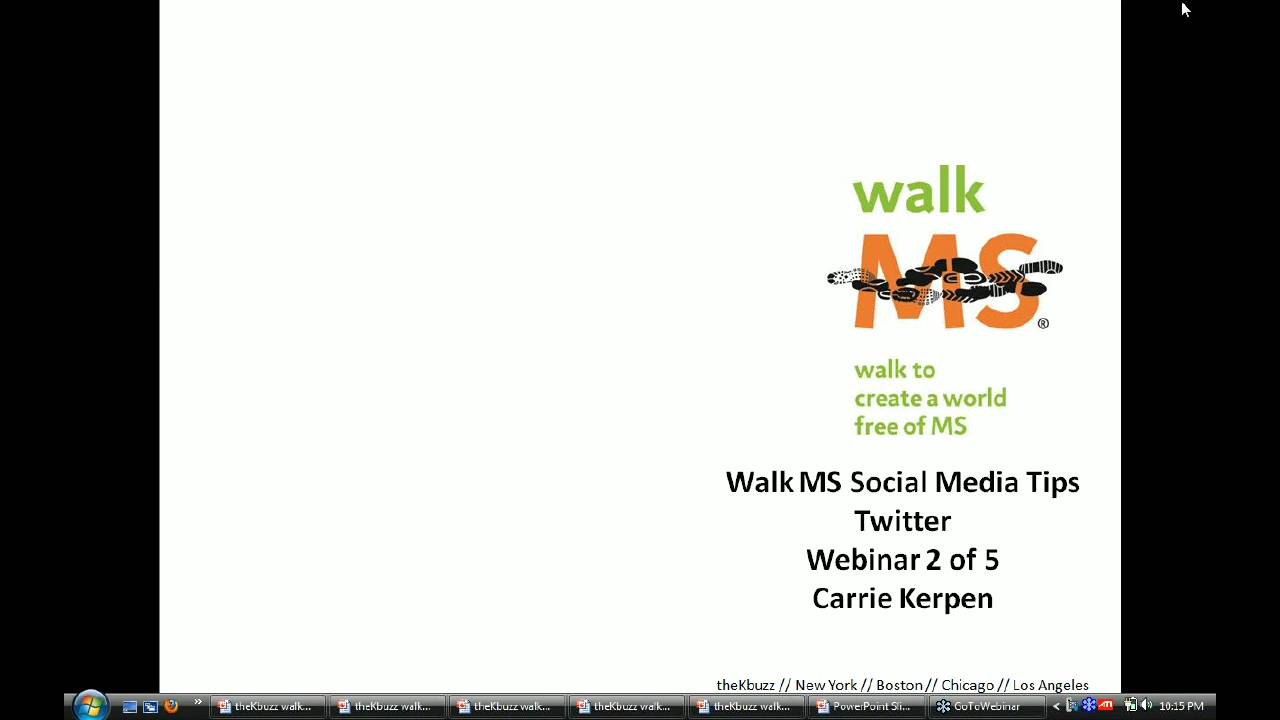 walk
MS®
walk to
create a world
free of MS
Walk MS Social Media Tips
Twitter
Webinar 2 of 5
Carrie Kerpen
theKbuzz // New York // Boston // Chicago // Los Angeles
theKbuzz walk... theKbuzz walk... theKbuzz walk... theKbuzz walk... theKbuzz walk... PowerPoint Sli... GoToWebinar ATI 10:15 PM